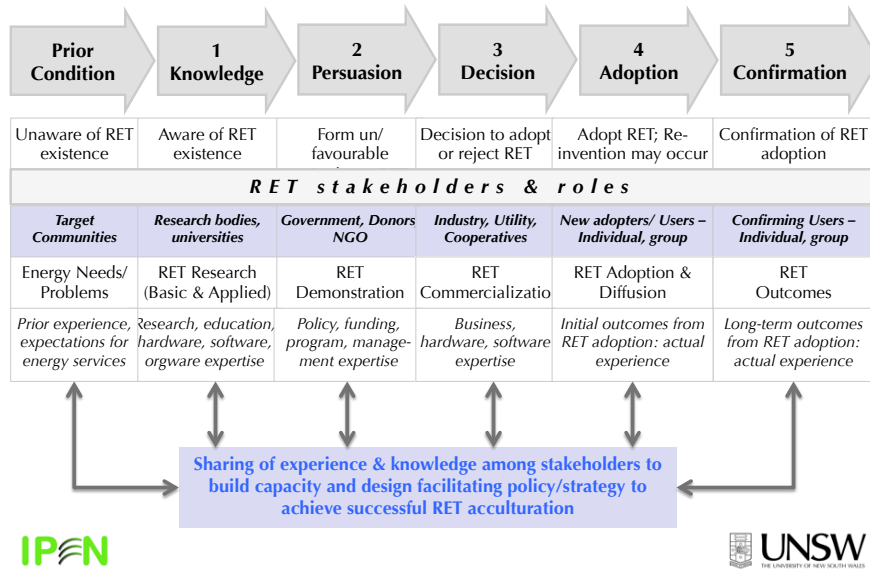 Prior
Condition
1
Knowledge
2
Persuasion
3
Decision
4
Adoption
5
Confirmation
Unaware of RET
existence
Aware of RET
existence
Form un/
favourable
Decision to adopt
or reject RET
Adopt RET; Re-
invention may occur
Confirmation of RET
adoption
RET stakeholders & roles
Target
Communities
Research bodies,
universities
Government, Donors
NGO
Industry, Utility,
Cooperatives
New adopters/ Users –
Individual, group
Confirming Users –
Individual, group
Energy Needs/
Problems
RET Research
(Basic & Applied)
RET
Demonstration
RET
Commercializatio
RET Adoption &
Diffusion
RET
Outcomes
Prior experience,
expectations for
energy services
Research, education,
hardware, software,
orgware expertise
Policy, funding,
program, manage-
ment expertise
Business,
hardware, software
expertise
Initial outcomes from
RET adoption: actual
experience
Long-term outcomes
from RET adoption:
actual experience
Sharing of experience & knowledge among stakeholders to
build capacity and design facilitating policy/strategy to
achieve successful RET acculturation
IPEN
UNSW
THE UNIVERSITY OF NEW SOUTH WALES